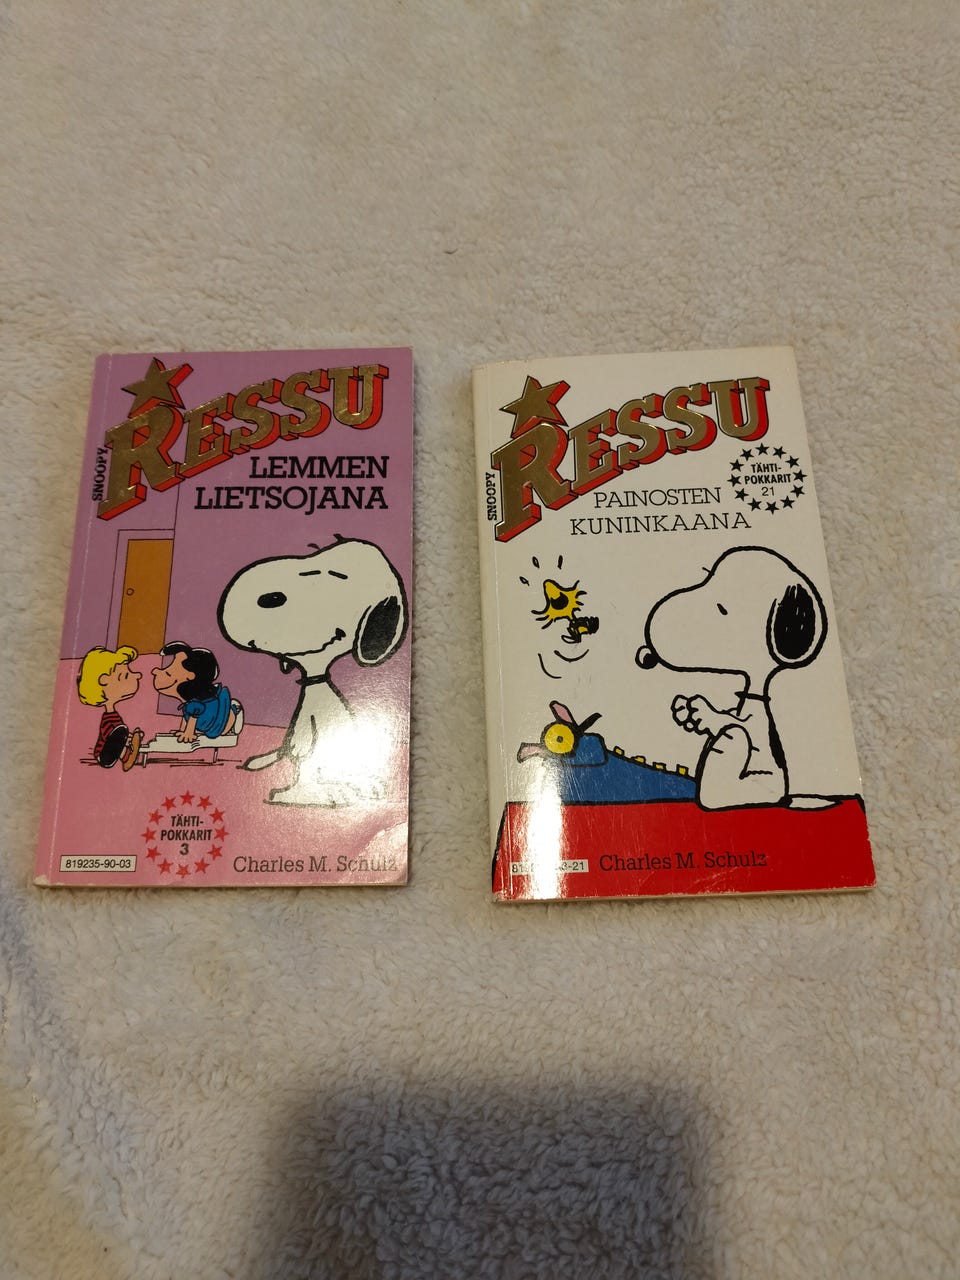 RESSU
SNOOPY
LEMMEN
LIETSOJANA
TÄHTI-
POKKARIT
3
819235-90-03
Charles M. Schulz
RESSU
SNOOPY
TÄHTI-
POKKARIT
21
PAINOSTEN
KUNINKAANA
Charles M. Schulz